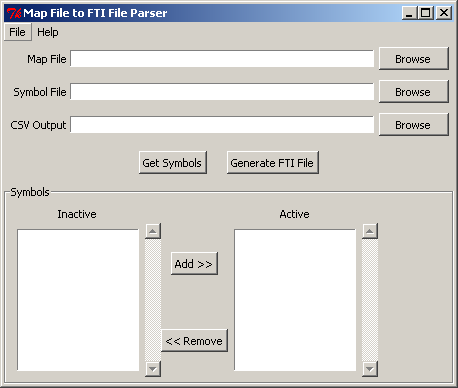 Map File to FTI File Parser
File Help
Map File Browse
Symbol File Browse
CSV Output Browse
Get Symbols Generate FTI File
Symbols
Inactive Active
Add >>
<< Remove